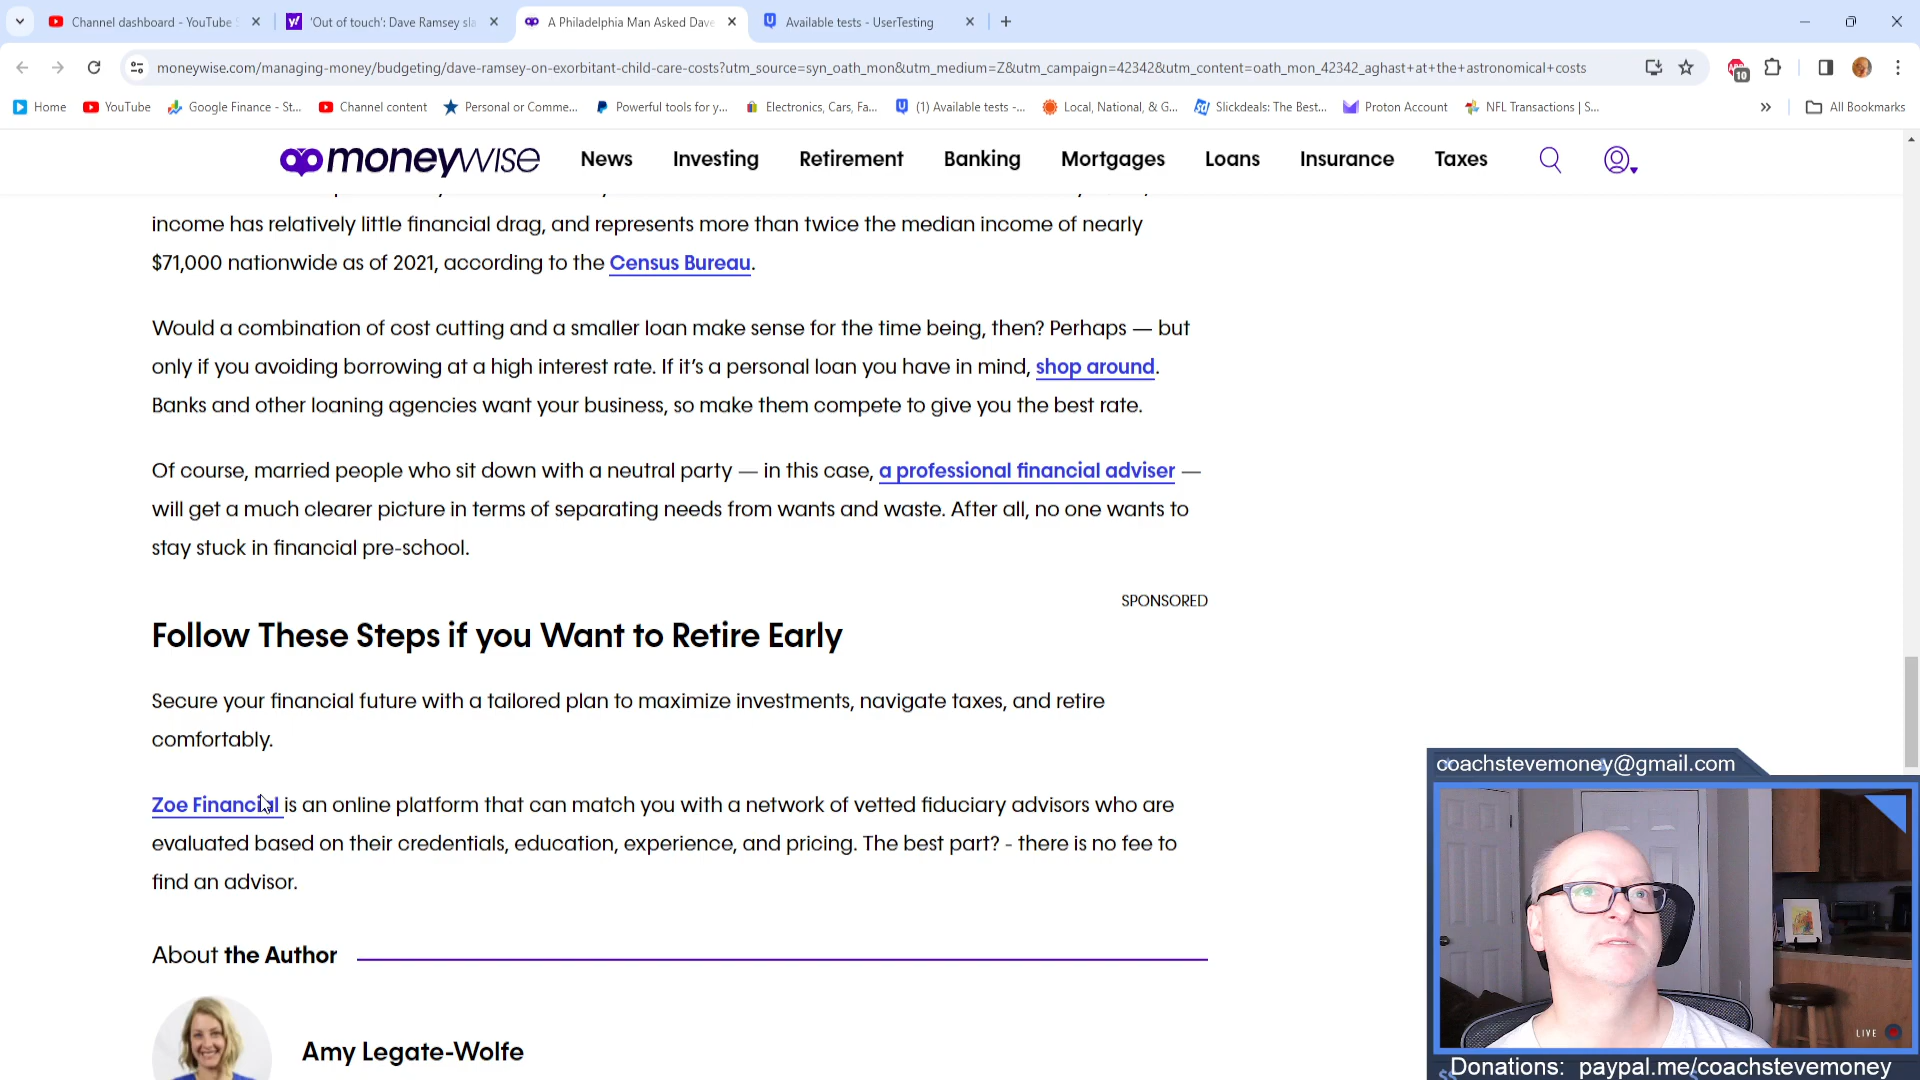 Channel dashboard - YouTube S
'Out of touch': Dave Ramsey sla
A Philadelphia Man Asked Dave
Available tests - UserTesting
moneywise.com/managing-money/budgeting/dave-ramsey-on-exorbitant-child-care-costs?utm_source=syn_oath_mon&utm_medium=Z&utm_campaign=42342&utm_content=oath_mon_42342_aghast+at+the+astronomical+costs
10
Home
YouTube
Google Finance - St...
Channel content
Personal or Comme...
Powerful tools for y...
Electronics, Cars, Fa...
(1) Available tests -...
Local, National, & G...
Slickdeals: The Best...
Proton Account
NFL Transactions | S...
»
All Bookmarks
moneywise
News
Investing
Retirement
Banking
Mortgages
Loans
Insurance
Taxes
income has relatively little financial drag, and represents more than twice the median income of nearly
$71,000 nationwide as of 2021, according to the Census Bureau.
Would a combination of cost cutting and a smaller loan make sense for the time being, then? Perhaps — but
only if you avoiding borrowing at a high interest rate. If it's a personal loan you have in mind, shop around.
Banks and other loaning agencies want your business, so make them compete to give you the best rate.
Of course, married people who sit down with a neutral party — in this case, a professional financial adviser —
will get a much clearer picture in terms of separating needs from wants and waste. After all, no one wants to
stay stuck in financial pre-school.
SPONSORED
Follow These Steps if you Want to Retire Early
Secure your financial future with a tailored plan to maximize investments, navigate taxes, and retire
comfortably.
Zoe Financial is an online platform that can match you with a network of vetted fiduciary advisors who are
evaluated based on their credentials, education, experience, and pricing. The best part? - there is no fee to
find an advisor.
About the Author
Amy Legate-Wolfe
coachstevemoney@gmail.com
LIVE
Donations: paypal.me/coachstevemoney